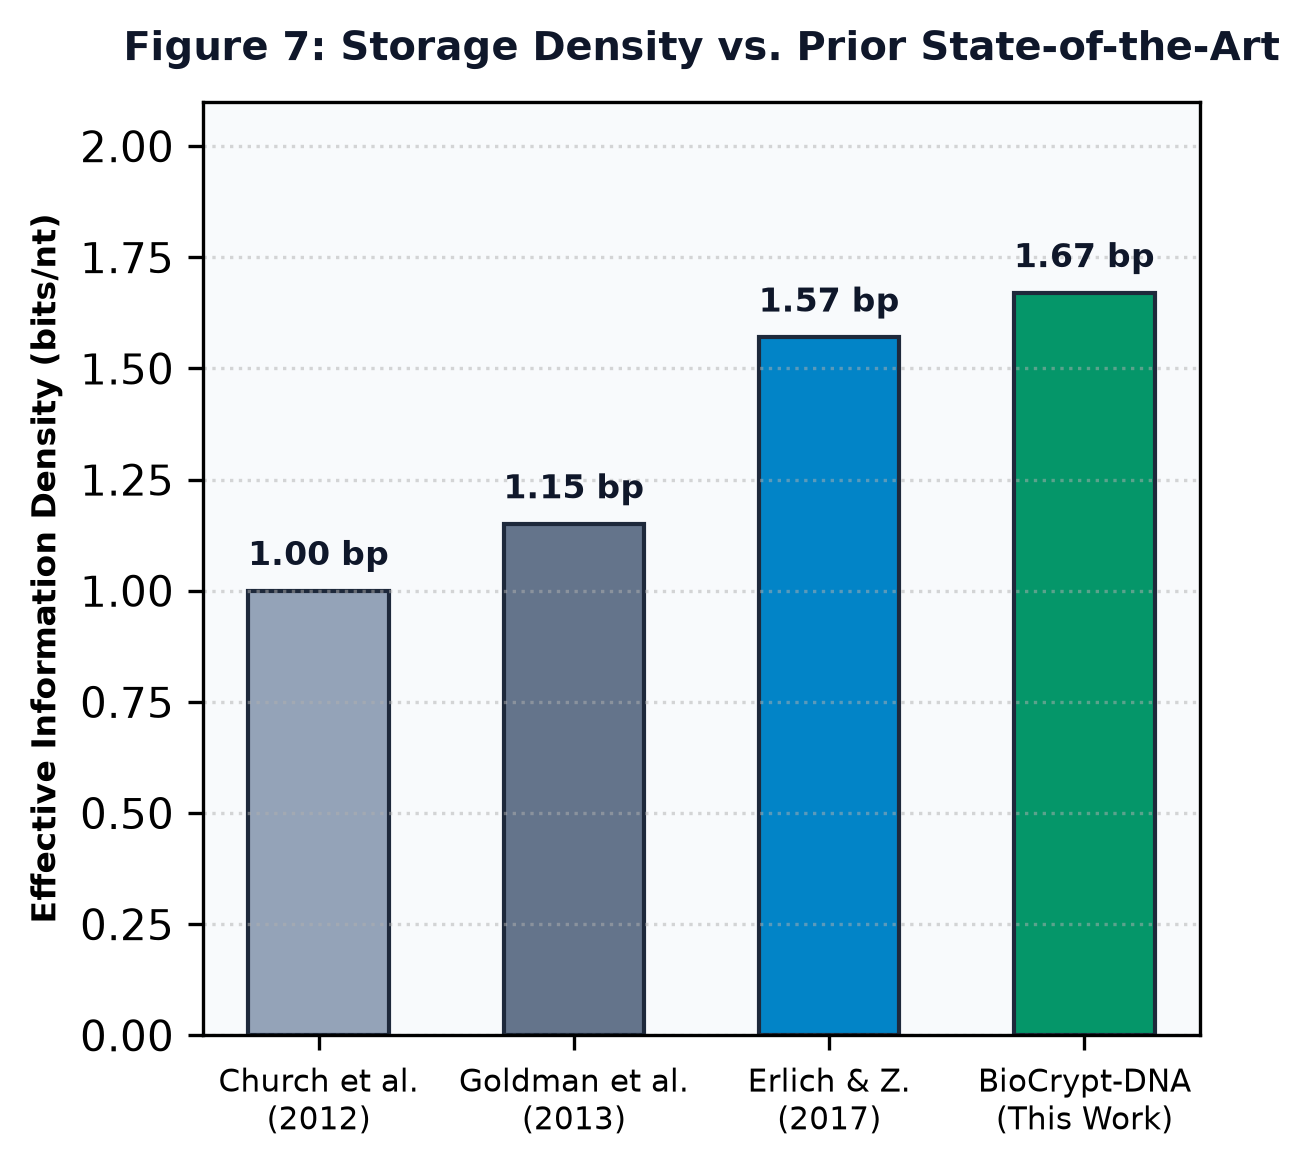 Figure 7: Storage Density vs. Prior State-of-the-Art
Effective Information Density (bits/nt)
2.00
1.75
1.50
1.25
1.00
0.75
0.50
0.25
0.00
1.00 bp
1.15 bp
1.57 bp
1.67 bp
Church et al.
(2012)
Goldman et al.
(2013)
Erlich & Z.
(2017)
BioCrypt-DNA
(This Work)